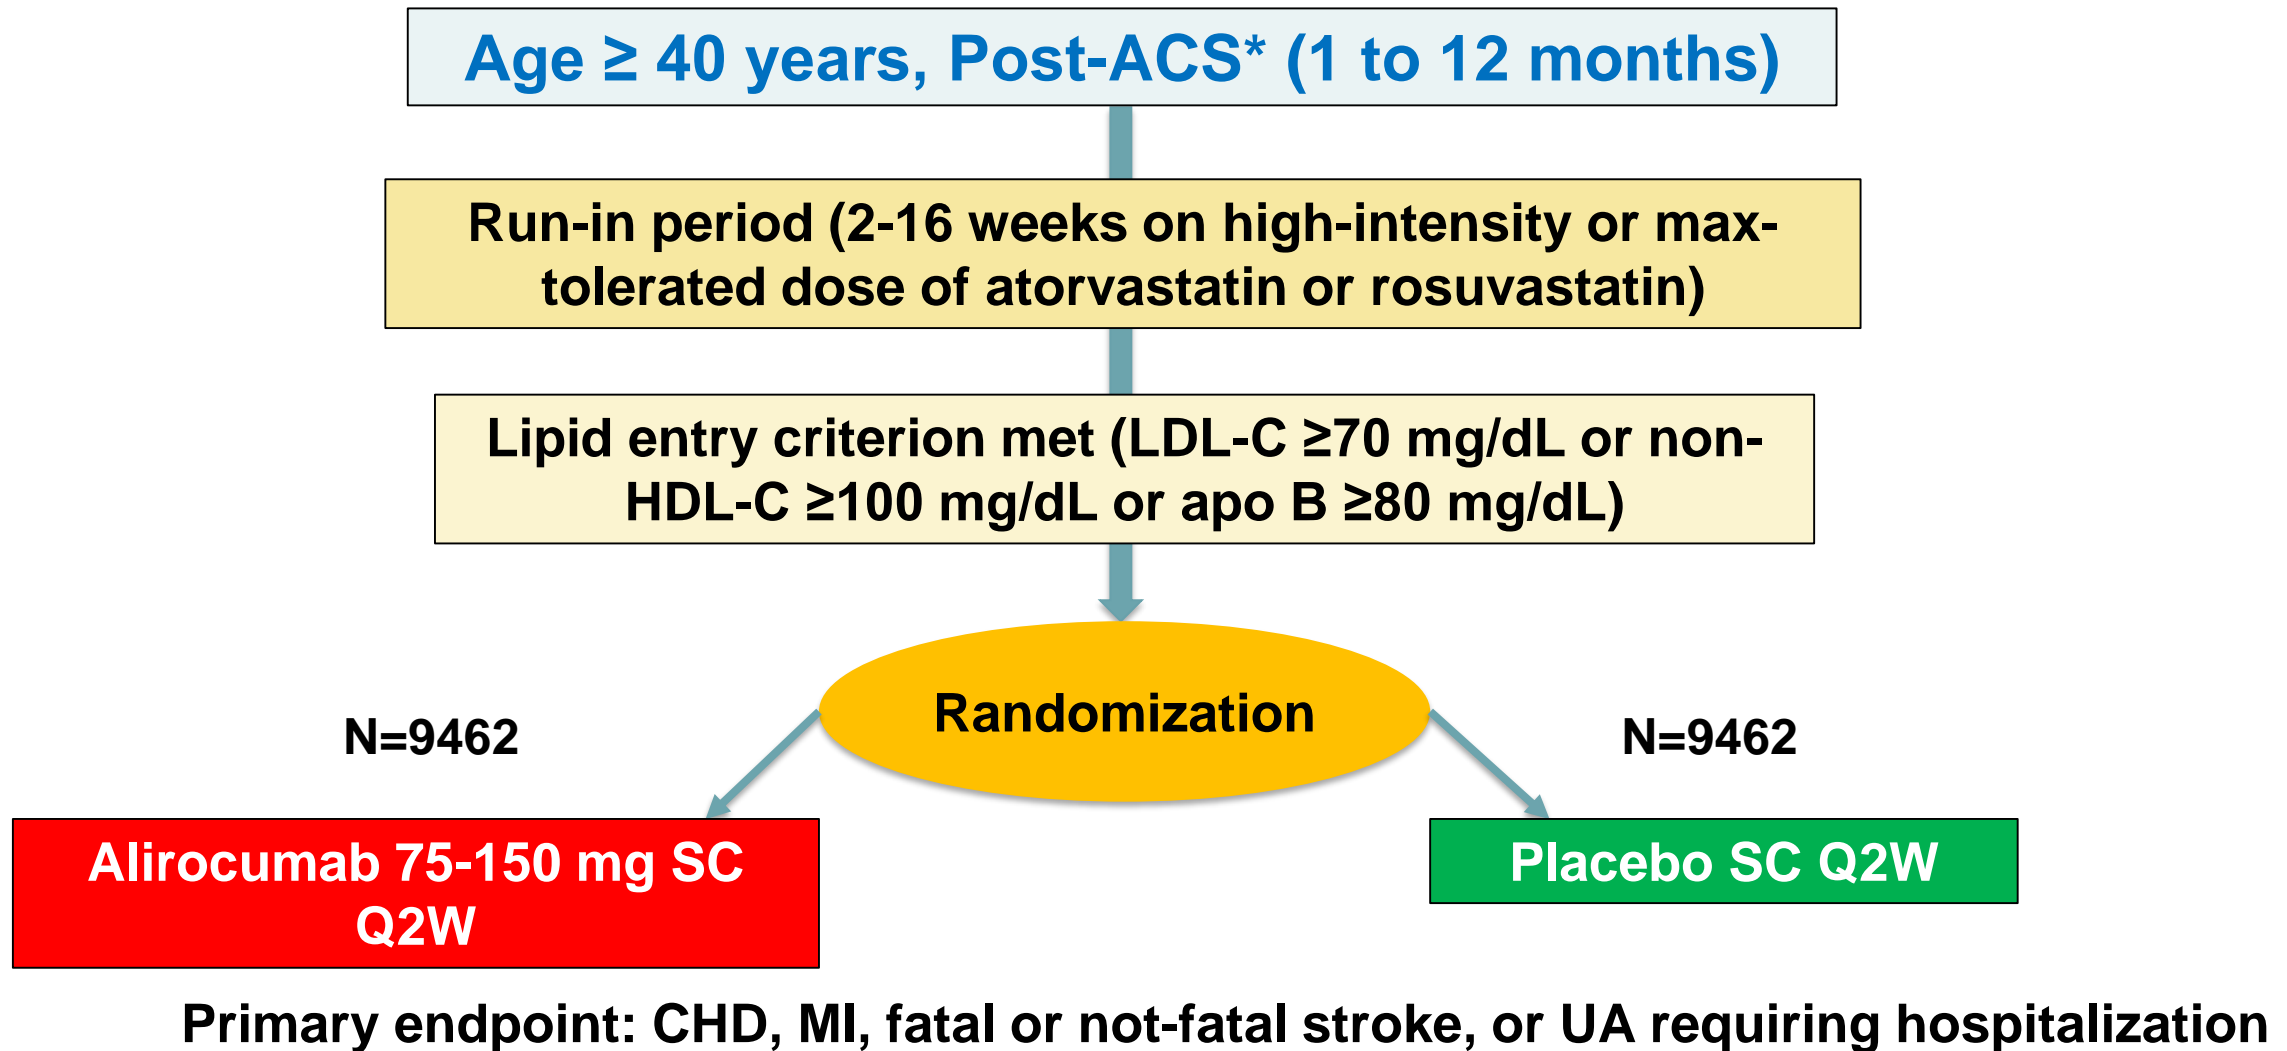 Age ≥ 40 years, Post-ACS* (1 to 12 months)
Run-in period (2-16 weeks on high-intensity or max-
tolerated dose of atorvastatin or rosuvastatin)
Lipid entry criterion met (LDL-C ≥70 mg/dL or non-
HDL-C ≥100 mg/dL or apo B ≥80 mg/dL)
Randomization
N=9462
N=9462
Alirocumab 75-150 mg SC
Q2W
Placebo SC Q2W
Primary endpoint: CHD, MI, fatal or not-fatal stroke, or UA requiring hospitalization